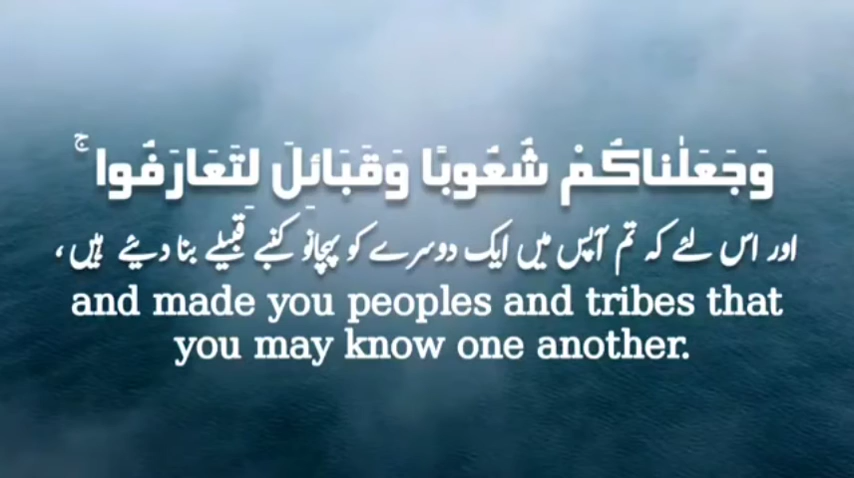 وَجَعَلْنَاكُمْ شُعُوبًا وَقَبَائِلَ لِتَعَارَفُوا ۚ
اور اس لئے کہ تم آپس میں ایک دوسرے کو پہچانو کنبے قبیلے بنا دیئے ہیں،
and made you peoples and tribes that
you may know one another.